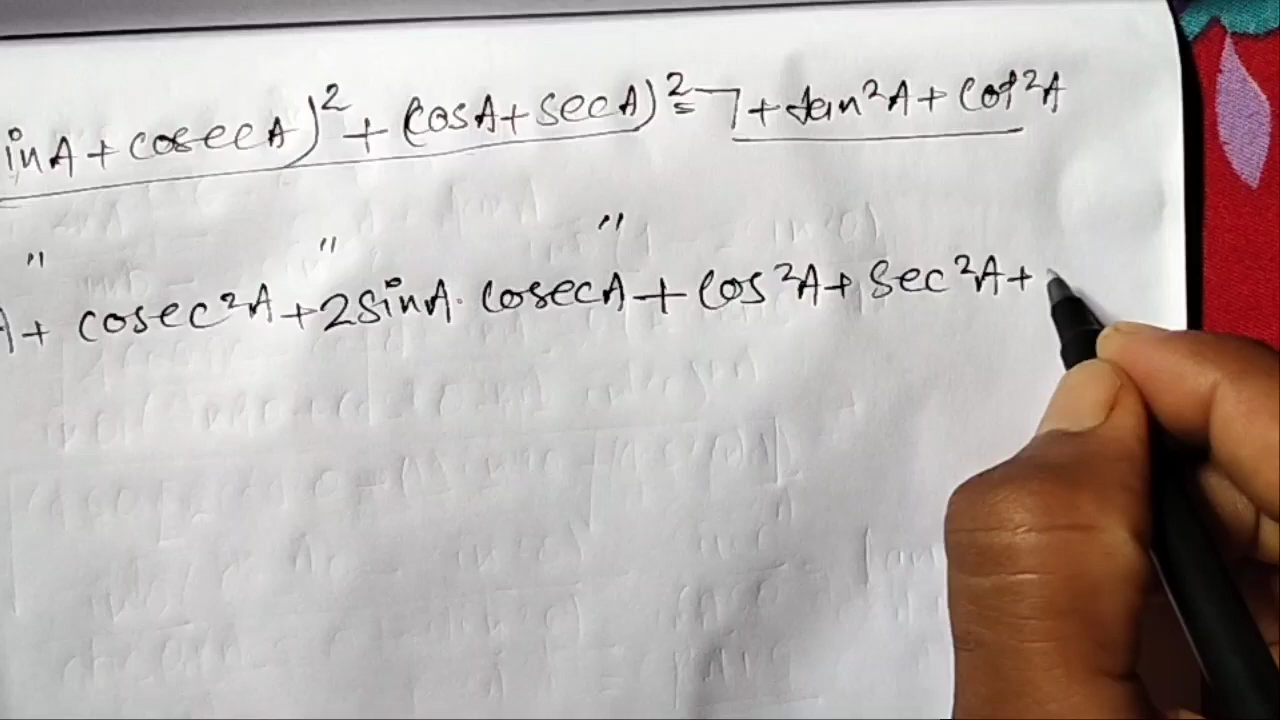 inA + cosecA)² + (cosA + secA)² = 7 + tan²A + cot²A
" " "
A + cosec²A + 2sinA. cosecA + cos²A + sec²A +